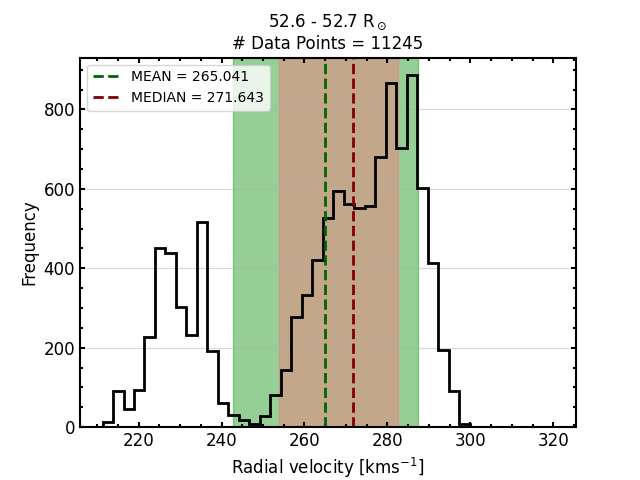 52.6 - 52.7 R⊙
# Data Points = 11245
MEAN = 265.041
MEDIAN = 271.643
Frequency
800
600
400
200
0
220 240 260 280 300 320
Radial velocity [kms⁻¹]